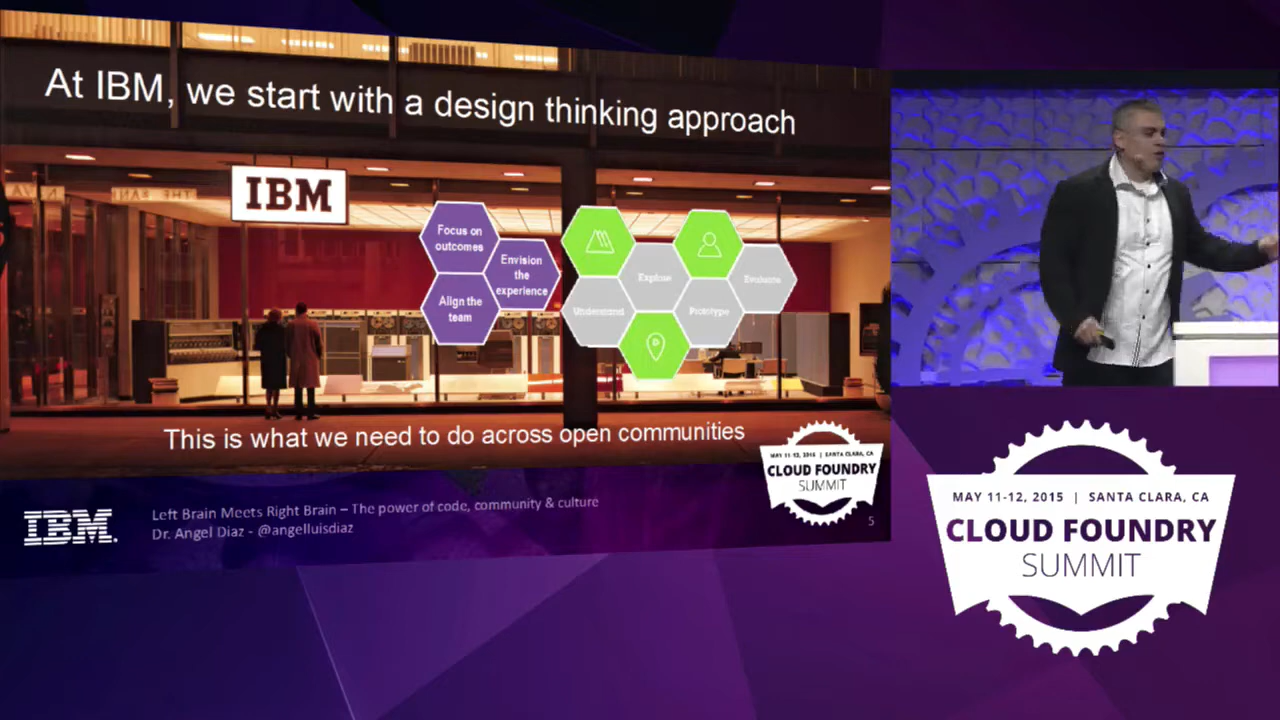 At IBM, we start with a design thinking approach
IBM
Focus on
outcomes
Envision
the
experience
Align the
team
Explore
Evaluate
Understand
Prototype
This is what we need to do across open communities
MAY 11-12, 2015 | SANTA CLARA, CA
CLOUD FOUNDRY
SUMMIT
IBM.
Left Brain Meets Right Brain – The power of code, community & culture
Dr. Angel Diaz - @angelluisdiaz
5
MAY 11-12, 2015 | SANTA CLARA, CA
CLOUD FOUNDRY
SUMMIT